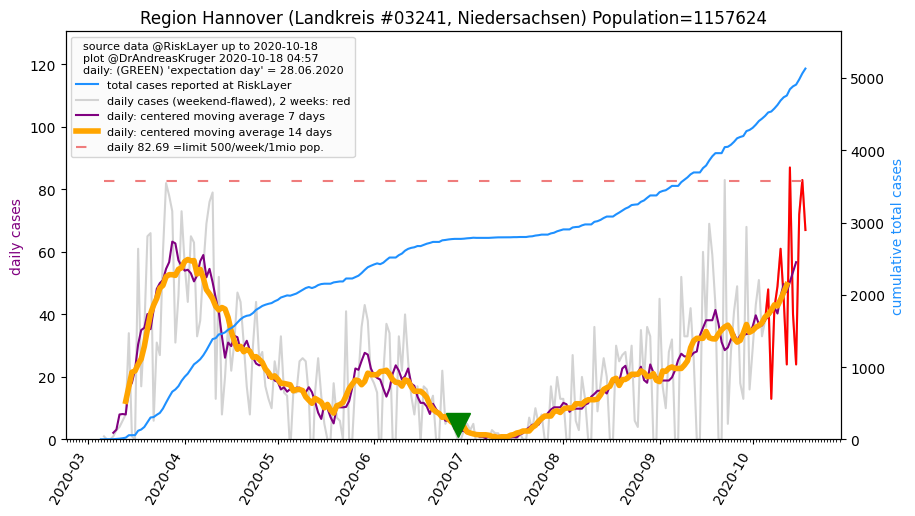 Region Hannover (Landkreis #03241, Niedersachsen) Population=1157624
source data @RiskLayer up to 2020-10-18
plot @DrAndreasKruger 2020-10-18 04:57
daily: (GREEN) 'expectation day' = 28.06.2020
total cases reported at RiskLayer
daily cases (weekend-flawed), 2 weeks: red
daily: centered moving average 7 days
daily: centered moving average 14 days
daily 82.69 =limit 500/week/1mio pop.
daily cases
120
100
80
60
40
20
0
cumulative total cases
5000
4000
3000
2000
1000
0
2020-03
2020-04
2020-05
2020-06
2020-07
2020-08
2020-09
2020-10